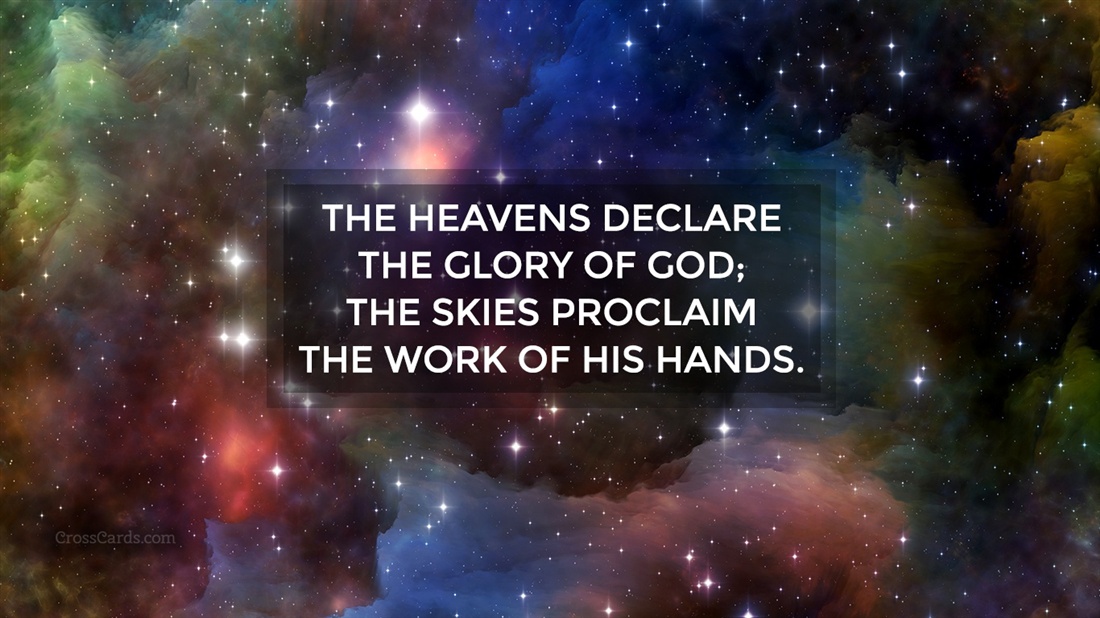 THE HEAVENS DECLARE
THE GLORY OF GOD;
THE SKIES PROCLAIM
THE WORK OF HIS HANDS.
CrossCards.com